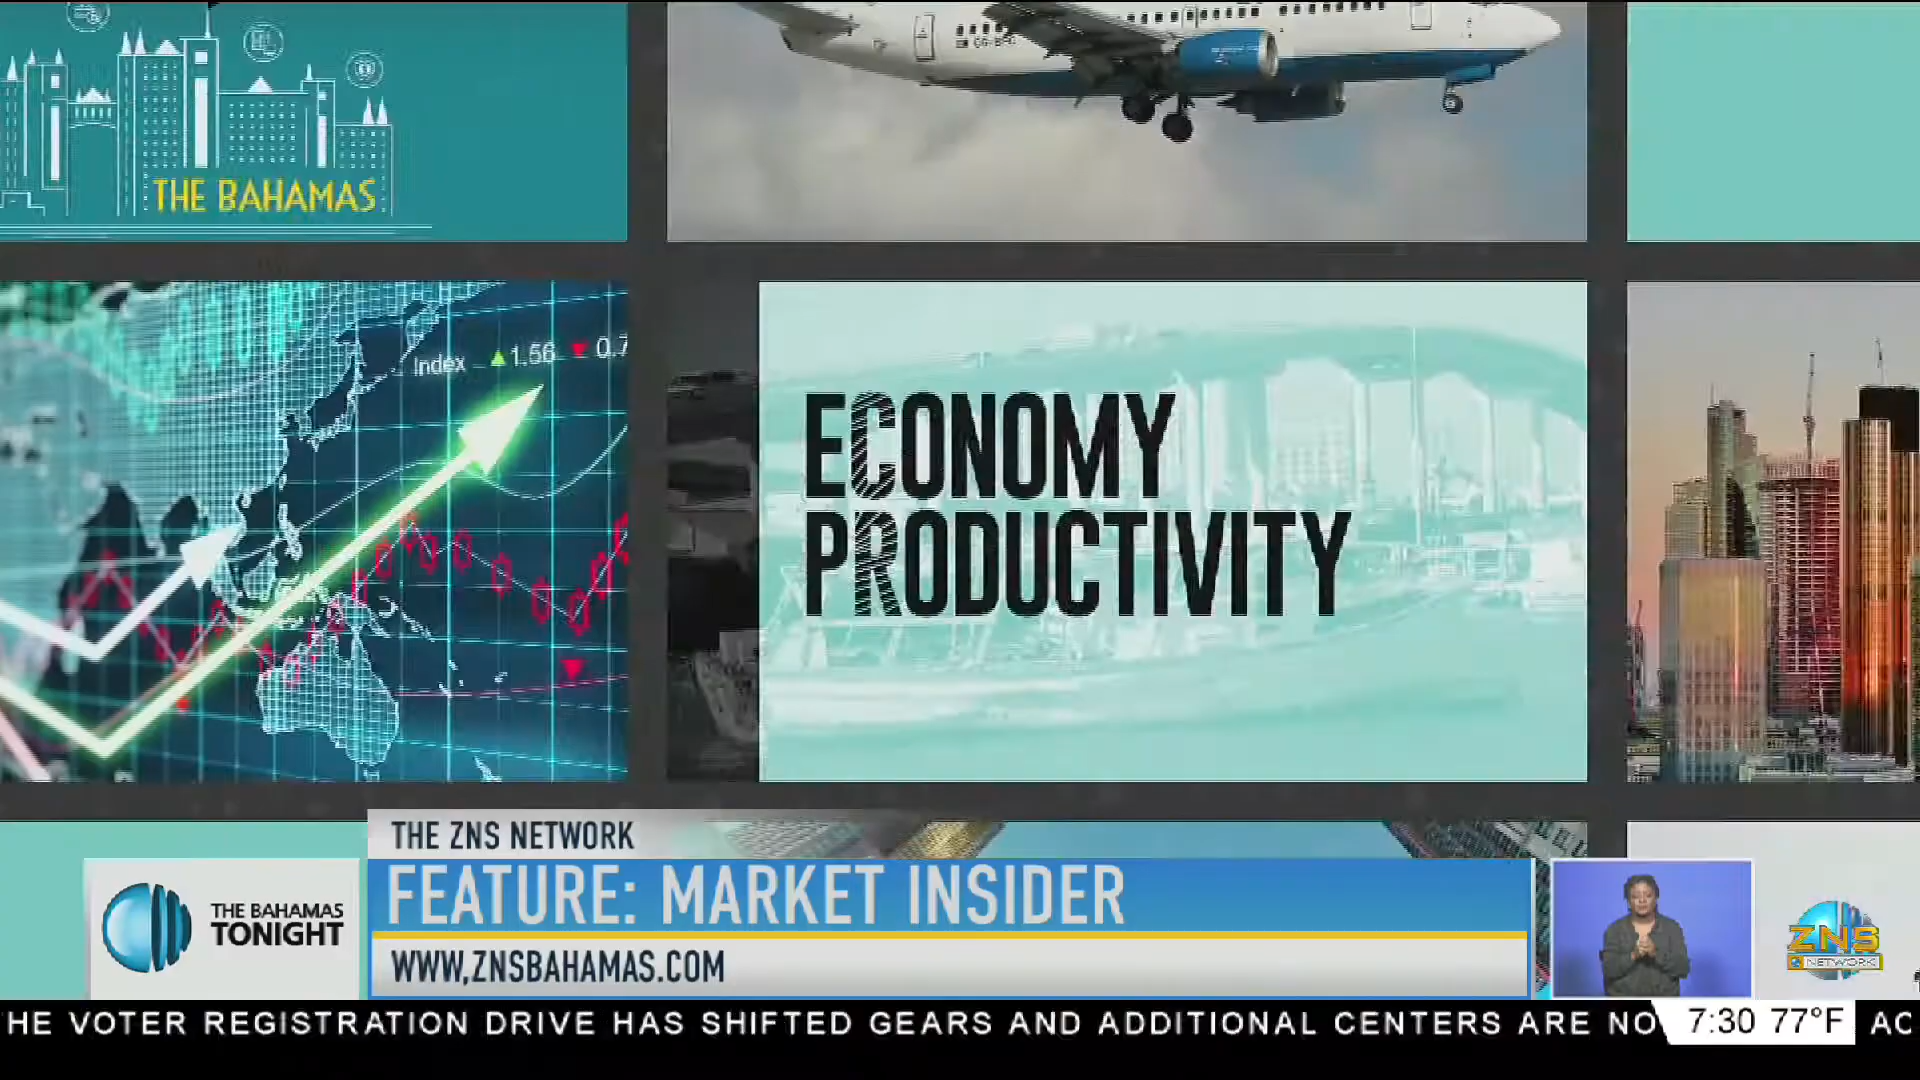 THE BAHAMAS
Index ▲1.56 ▼0.7
ECONOMY
PRODUCTIVITY
THE ZNS NETWORK
FEATURE: MARKET INSIDER
WWW,ZNSBAHAMAS.COM
THE BAHAMAS
TONIGHT
ZNS
NETWORK
HE VOTER REGISTRATION DRIVE HAS SHIFTED GEARS AND ADDITIONAL CENTERS ARE NO
7:30 77°F
AC